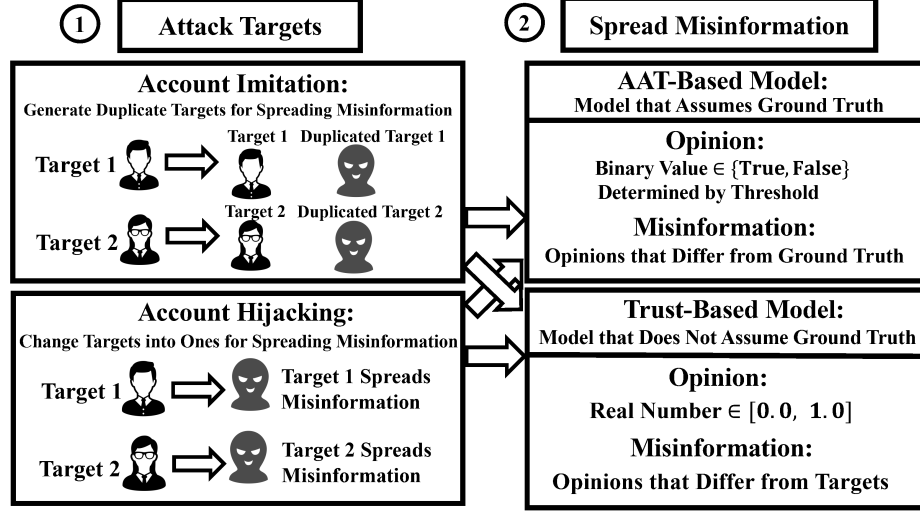 1 Attack Targets
Account Imitation:
Generate Duplicate Targets for Spreading Misinformation
Target 1
Target 1
Duplicated Target 1
Target 2
Target 2
Duplicated Target 2
Account Hijacking:
Change Targets into Ones for Spreading Misinformation
Target 1
Target 1 Spreads
Misinformation
Target 2
Target 2 Spreads
Misinformation
2 Spread Misinformation
AAT-Based Model:
Model that Assumes Ground Truth
Opinion:
Binary Value ∈ {True, False}
Determined by Threshold
Misinformation:
Opinions that Differ from Ground Truth
Trust-Based Model:
Model that Does Not Assume Ground Truth
Opinion:
Real Number ∈ [0.0, 1.0]
Misinformation:
Opinions that Differ from Targets